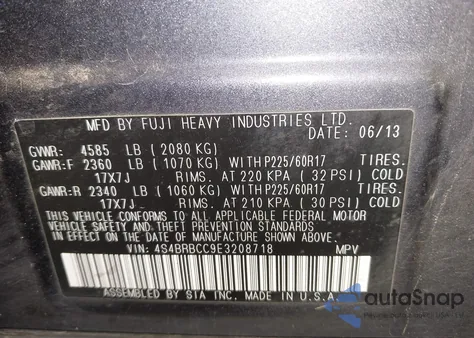 MFD BY FUJI HEAVY INDUSTRIES LTD.
DATE: 06/13
GVWR: 4585 LB (2080 KG)
GAWR:F 2360 LB (1070 KG) WITH P225/60R17 TIRES.
17X7J RIMS. AT 220 KPA (32 PSI) COLD
GAWR:R 2340 LB (1060 KG) WITH P225/60R17 TIRES.
17X7J RIMS. AT 210 KPA (30 PSI) COLD
THIS VEHICLE CONFORMS TO ALL APPLICABLE FEDERAL MOTOR
VEHICLE SAFETY AND THEFT PREVENTION STANDARDS
IN EFFECT ON THE DATE OF MANUFACTURE SHOWN ABOVE.
VIN: 4S4BRBCC9E3208718 MPV
ASSEMBLED BY SIA INC. MADE IN U.S.A.
autoSnap